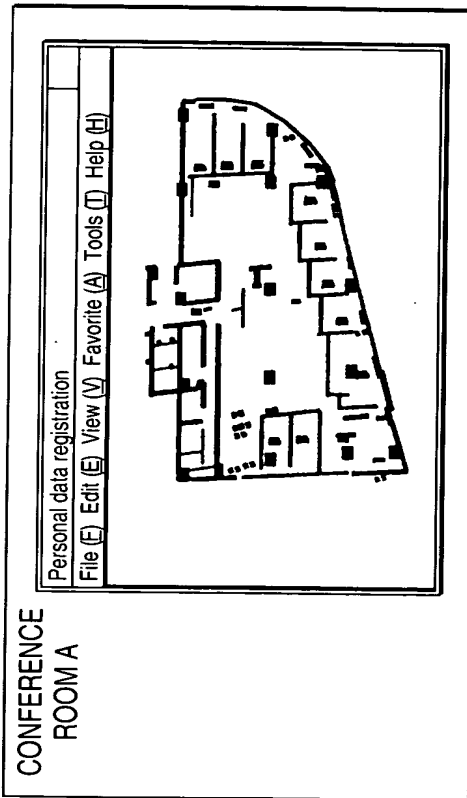 CONFERENCE
ROOM A
Personal data registration
File (F) Edit (E) View (V) Favorite (A) Tools (T) Help (H)